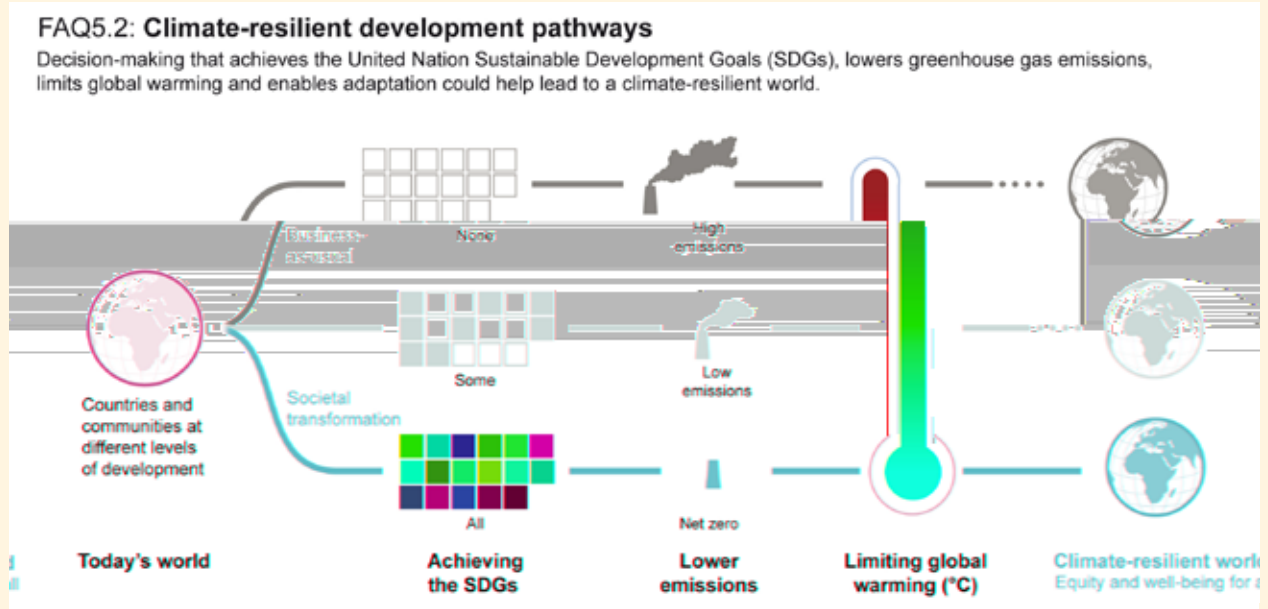 FAQ5.2: Climate-resilient development pathways
Decision-making that achieves the United Nation Sustainable Development Goals (SDGs), lowers greenhouse gas emissions,
limits global warming and enables adaptation could help lead to a climate-resilient world.
Business-
as-usual
None
High
emissions
Some
Low
emissions
Countries and
communities at
different levels
of development
Societal
transformation
All
Net zero
Today's world
Achieving
the SDGs
Lower
emissions
Limiting global
warming (°C)
Climate-resilient
Equity and well-being for